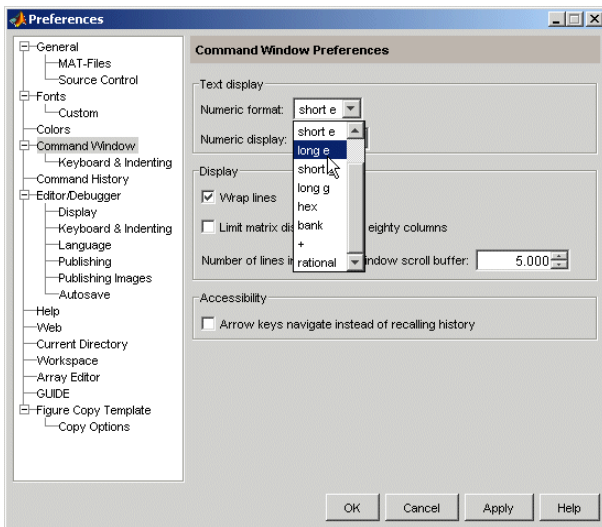 Preferences
General
MAT-Files
Source Control
Fonts
Custom
Colors
Command Window
Keyboard & Indenting
Command History
Editor/Debugger
Display
Keyboard & Indenting
Language
Publishing
Publishing Images
Autosave
Help
Web
Current Directory
Workspace
Array Editor
GUIDE
Figure Copy Template
Copy Options
Command Window Preferences
Text display
Numeric format: short e
Numeric display:
short e
long e
short
long g
hex
bank
+
rational
Display
Wrap lines
Limit matrix eighty columns
Number of lines scroll buffer: 5.000
Accessibility
Arrow keys navigate instead of recalling history
OK Cancel Apply Help